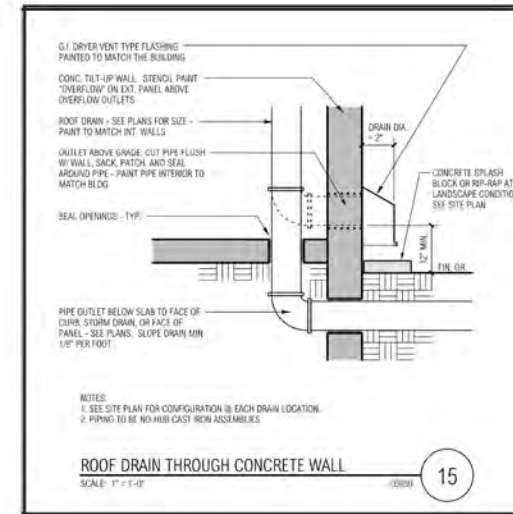 G.I. DRYER VENT TYPE FLASHING
PAINTED TO MATCH THE BUILDING
CONC. TILT-UP WALL. STENCIL PAINT
"OVERFLOW" ON EXT. PANEL ABOVE
OVERFLOW OUTLETS
ROOF DRAIN - SEE PLANS FOR SIZE -
PAINT TO MATCH INT. WALLS
OUTLET ABOVE GRADE. CUT PIPE FLUSH
W/ WALL, SACK, PATCH, AND SEAL
AROUND PIPE - PAINT PIPE INTERIOR TO
MATCH BLDG
SEAL OPENINGS - TYP.
PIPE OUTLET BELOW SLAB TO FACE OF
CURB, STORM DRAIN, OR FACE OF
PANEL - SEE PLANS. SLOPE DRAIN MIN
1/8" PER FOOT
DRAIN DIA.
+ 2"
CONCRETE SPLASH
BLOCK OR RIP-RAP AT
LANDSCAPE CONDITION
SEE SITE PLAN
12" MIN.
FIN. GR.
NOTES:
1. SEE SITE PLAN FOR CONFIGURATION @ EACH DRAIN LOCATION.
2. PIPING TO BE NO-HUB CAST IRON ASSEMBLIES
ROOF DRAIN THROUGH CONCRETE WALL
SCALE: 1" = 1'-0"
15